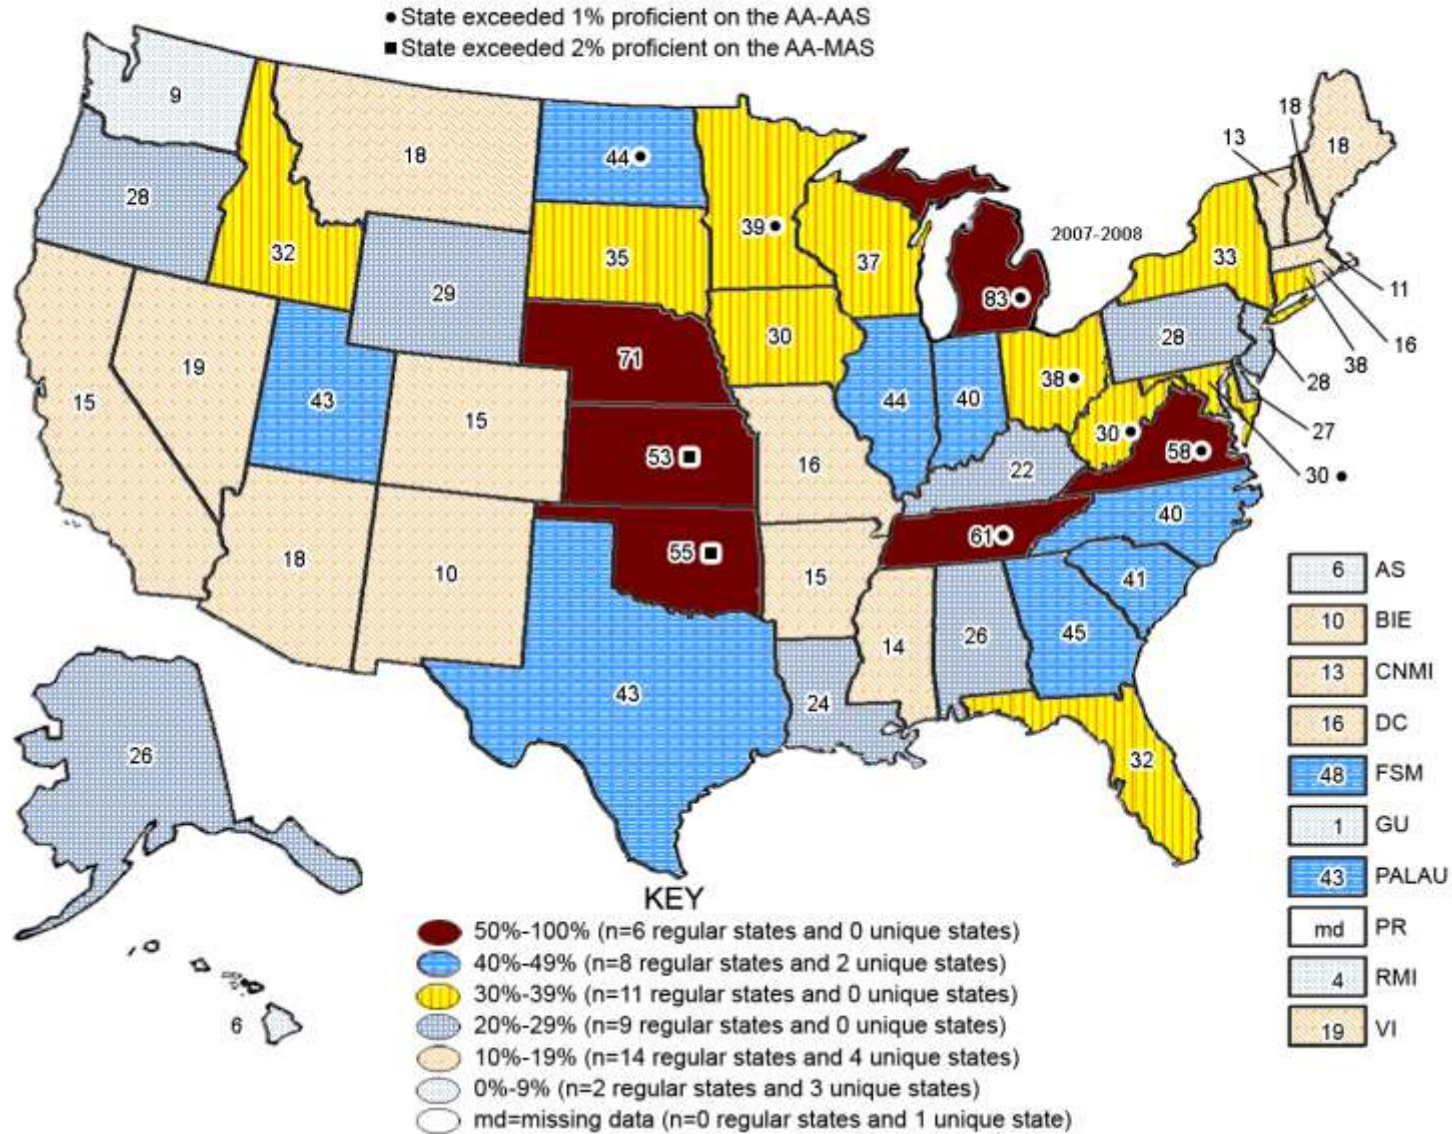 ● State exceeded 1% proficient on the AA-AAS
■ State exceeded 2% proficient on the AA-MAS
9
18
44 ●
39 ●
18
13
18
28
32
35
37
2007-2008
33
29
83 ●
11
30
28
16
38
71
38 ●
28
15
19
43
15
44
40
27
53 ■
16
22
30 ●
58 ●
30 ●
40
61 ●
55 ■
18
10
15
41
14
26
45
6 AS
10 BIE
13 CNMI
16 DC
48 FSM
1 GU
43 PALAU
md PR
4 RMI
19 VI
43
24
32
26
6
KEY
50%-100% (n=6 regular states and 0 unique states)
40%-49% (n=8 regular states and 2 unique states)
30%-39% (n=11 regular states and 0 unique states)
20%-29% (n=9 regular states and 0 unique states)
10%-19% (n=14 regular states and 4 unique states)
0%-9% (n=2 regular states and 3 unique states)
md=missing data (n=0 regular states and 1 unique state)